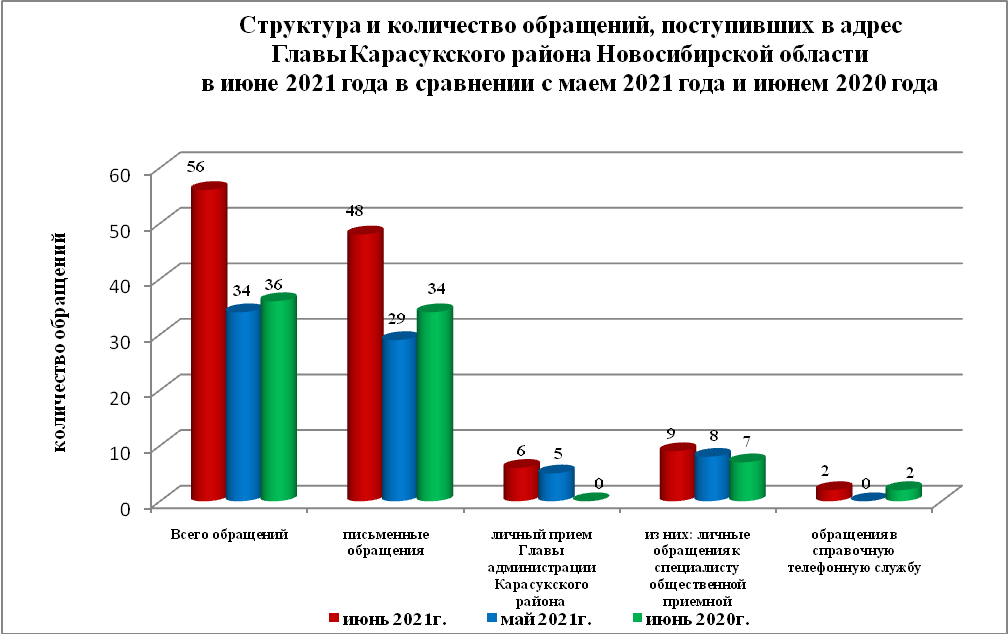 Структура и количество обращений, поступивших в адрес
Главы Карасукского района Новосибирской области
в июне 2021 года в сравнении с маем 2021 года и июнем 2020 года
количество обращений
60
50
40
30
20
10
0
56
34
36
48
29
34
6
5
0
9
8
7
2
0
2
Всего обращений
письменные
обращения
личный прием
Главы
администрации
Карасукского
района
из них: личные
обращения к
специалисту
общественной
приемной
обращения в
справочную
телефонную службу
июнь 2021г.
май 2021г.
июнь 2020г.